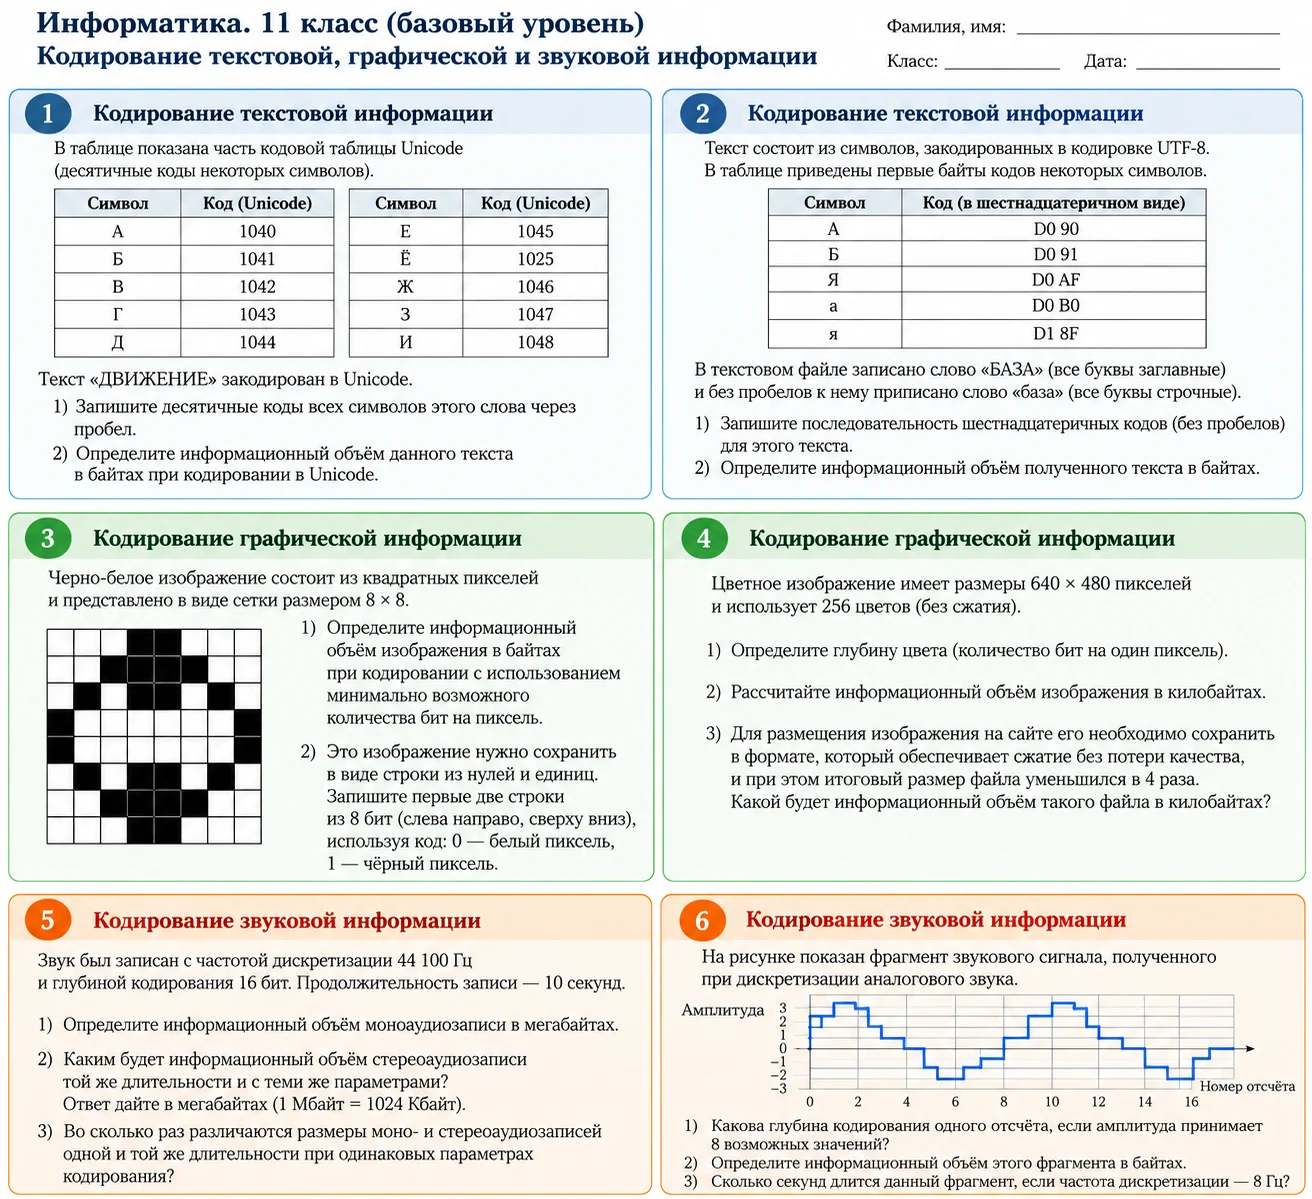 Информатика. 11 класс (базовый уровень)
Кодирование текстовой, графической и звуковой информации
Фамилия, имя:
Класс: Дата:
1 Кодирование текстовой информации
В таблице показана часть кодовой таблицы Unicode
(десятичные коды некоторых символов).
Символ Код (Unicode) Символ Код (Unicode)
А 1040 Е 1045
Б 1041 Ё 1025
В 1042 Ж 1046
Г 1043 З 1047
Д 1044 И 1048
Текст «ДВИЖЕНИЕ» закодирован в Unicode.
1) Запишите десятичные коды всех символов этого слова через
пробел.
2) Определите информационный объём данного текста
в байтах при кодировании в Unicode.
2 Кодирование текстовой информации
Текст состоит из символов, закодированных в кодировке UTF-8.
В таблице приведены первые байты кодов некоторых символов.
Символ Код (в шестнадцатеричном виде)
А D0 90
Б D0 91
Я D0 AF
а D0 B0
я D1 8F
В текстовом файле записано слово «БАЗА» (все буквы заглавные)
и без пробелов к нему приписано слово «база» (все буквы строчные).
1) Запишите последовательность шестнадцатеричных кодов (без пробелов)
для этого текста.
2) Определите информационный объём полученного текста в байтах.
3 Кодирование графической информации
Черно-белое изображение состоит из квадратных пикселей
и представлено в виде сетки размером 8 × 8.
1) Определите информационный
объём изображения в байтах
при кодировании с использованием
минимально возможного
количества бит на пиксель.
2) Это изображение нужно сохранить
в виде строки из нулей и единиц.
Запишите первые две строки
из 8 бит (слева направо, сверху вниз),
используя код: 0 — белый пиксель,
1 — чёрный пиксель.
4 Кодирование графической информации
Цветное изображение имеет размеры 640 × 480 пикселей
и использует 256 цветов (без сжатия).
1) Определите глубину цвета (количество бит на один пиксель).
2) Рассчитайте информационный объём изображения в килобайтах.
3) Для размещения изображения на сайте его необходимо сохранить
в формате, который обеспечивает сжатие без потери качества,
и при этом итоговый размер файла уменьшился в 4 раза.
Какой будет информационный объём такого файла в килобайтах?
5 Кодирование звуковой информации
Звук был записан с частотой дискретизации 44 100 Гц
и глубиной кодирования 16 бит. Продолжительность записи — 10 секунд.
1) Определите информационный объём моноаудиозаписи в мегабайтах.
2) Каким будет информационный объём стереоаудиозаписи
той же длительности и с теми же параметрами?
Ответ дайте в мегабайтах (1 Мбайт = 1024 Кбайт).
3) Во сколько раз различаются размеры моно- и стереоаудиозаписей
одной и той же длительности при одинаковых параметрах
кодирования?
6 Кодирование звуковой информации
На рисунке показан фрагмент звукового сигнала, полученного
при дискретизации аналогового звука.
Амплитуда
3
2
1
0
−1
−2
−3
Номер отсчёта
0 2 4 6 8 10 12 14 16
1) Какова глубина кодирования одного отсчёта, если амплитуда принимает
8 возможных значений?
2) Определите информационный объём этого фрагмента в байтах.
3) Сколько секунд длится данный фрагмент, если частота дискретизации — 8 Гц?